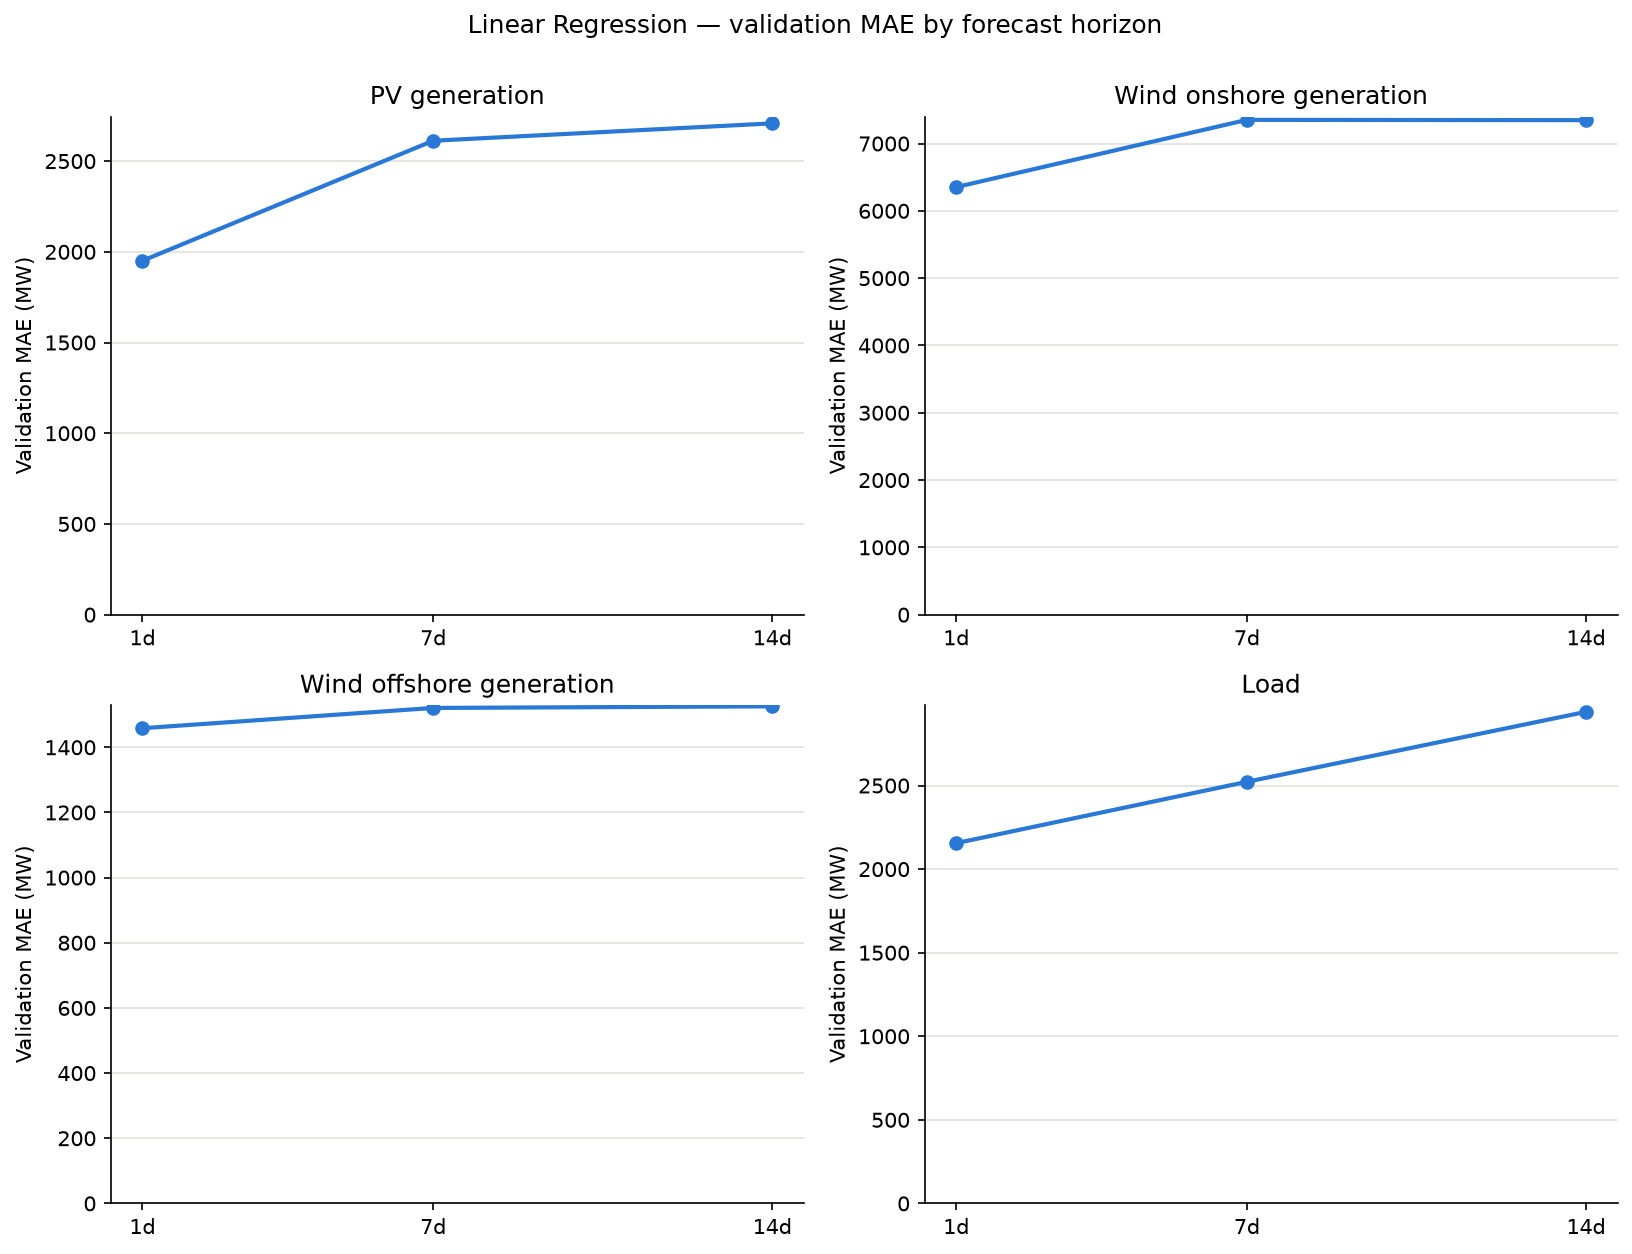 Linear Regression — validation MAE by forecast horizon
PV generation
Validation MAE (MW)
2500
2000
1500
1000
500
0
1d 7d 14d
Wind onshore generation
Validation MAE (MW)
7000
6000
5000
4000
3000
2000
1000
0
1d 7d 14d
Wind offshore generation
Validation MAE (MW)
1400
1200
1000
800
600
400
200
0
1d 7d 14d
Load
Validation MAE (MW)
2500
2000
1500
1000
500
0
1d 7d 14d